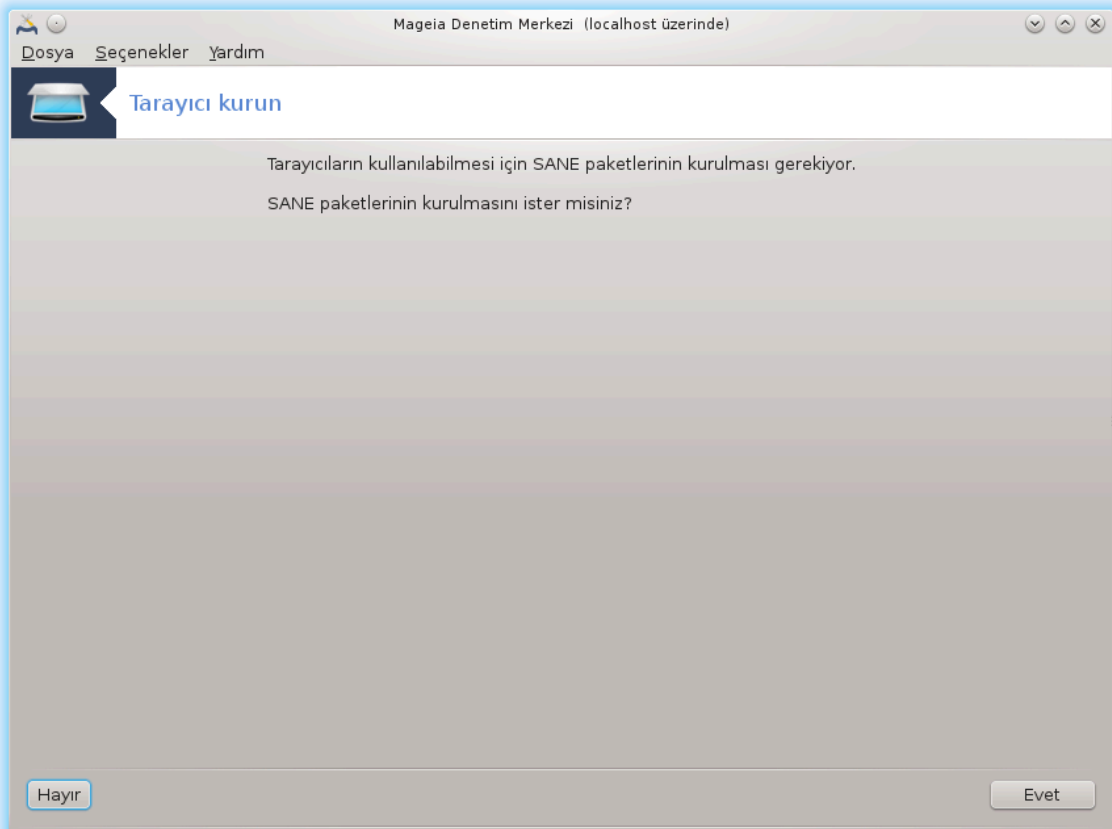 Mageia Denetim Merkezi (localhost üzerinde)
Dosya Seçenekler Yardım
Tarayıcı kurun
Tarayıcıların kullanılabilmesi için SANE paketlerinin kurulması gerekiyor.
SANE paketlerinin kurulmasını ister misiniz?
Hayır Evet